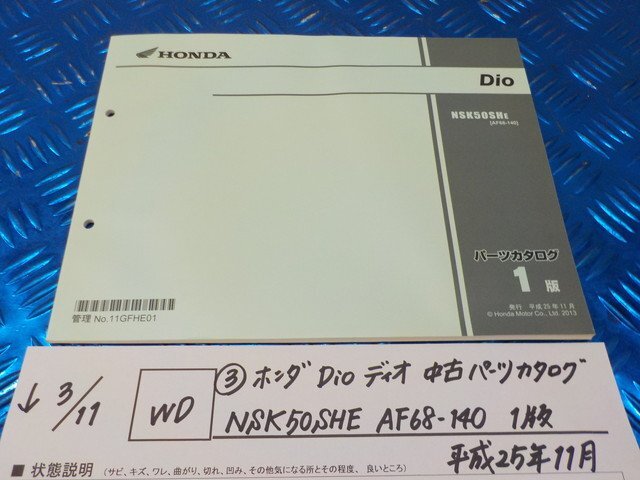 HONDA
Dio
NSK50SHE
[AF68-140]
パーツカタログ
1版
発行 平成25年11月
© Honda Motor Co., Ltd. 2013
管理 No.11GFHE01
↓ 3/11 WD ③ ホンダ Dio ディオ 中古 パーツカタログ
NSK50SHE AF68-140 1版
平成25年11月
■ 状態説明 (サビ、キズ、ワレ、曲がり、切れ、凹み、その他気になる所とその程度、良いところ)